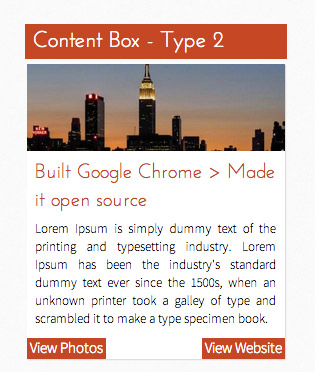 Content Box - Type 2
NEW YORKER
Built Google Chrome > Made
it open source
Lorem Ipsum is simply dummy text of the
printing and typesetting industry. Lorem
Ipsum has been the industry's standard
dummy text ever since the 1500s, when an
unknown printer took a galley of type and
scrambled it to make a type specimen book.
View Photos
View Website